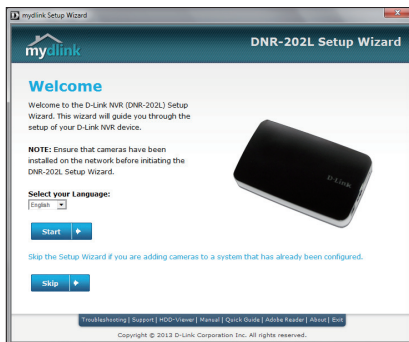 mydlink Setup Wizard
mydlink
DNR-202L Setup Wizard
Welcome
Welcome to the D-Link NVR (DNR-202L) Setup
Wizard. This wizard will guide you through the
setup of your D-Link NVR device.
NOTE: Ensure that cameras have been
installed on the network before initiating the
DNR-202L Setup Wizard.
D-Link
Select your Language:
English
Start
Skip the Setup Wizard if you are adding cameras to a system that has already been configured.
Skip
Troubleshooting | Support | HDD-Viewer | Manual | Quick Guide | Adobe Reader | About | Exit
Copyright © 2013 D-Link Corporation Inc. All rights reserved.